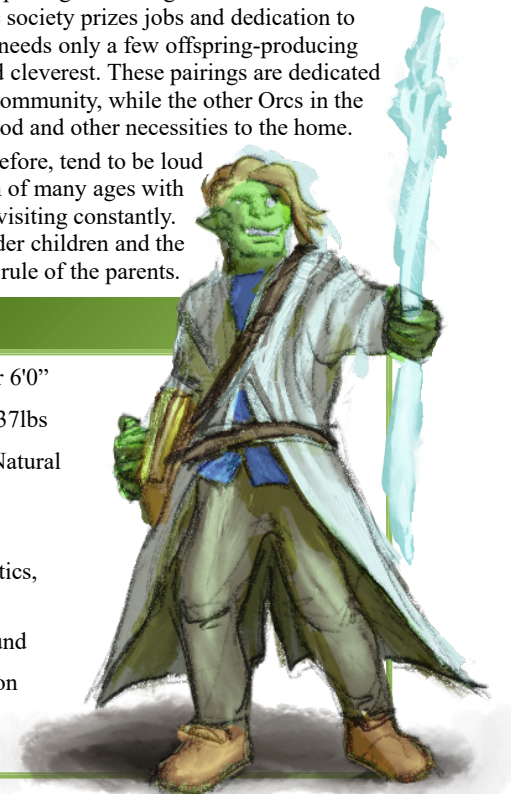 society prizes jobs and dedication to
needs only a few offspring-producing
cleverest. These pairings are dedicated
ommunity, while the other Orcs in the
od and other necessities to the home.
efore, tend to be loud
of many ages with
visiting constantly.
der children and the
rule of the parents.
r 6'0”
37lbs
Natural
tics,
und
on